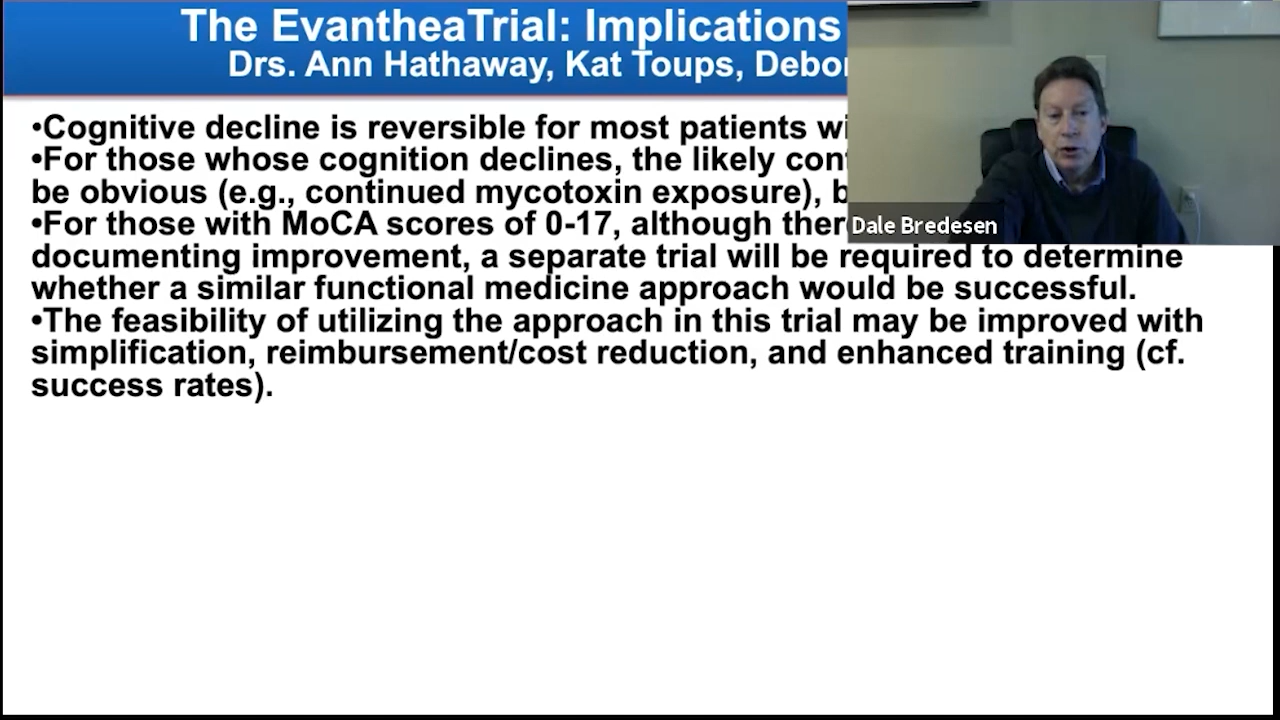 The EvantheaTrial: Implications
Drs. Ann Hathaway, Kat Toups,
•Cognitive decline is reversible for most patients
•For those whose cognition declines, the likely
be obvious (e.g., continued mycotoxin exposure),
•For those with MoCA scores of 0-17, although
documenting improvement, a separate trial will be required to determine
whether a similar functional medicine approach would be successful.
•The feasibility of utilizing the approach in this trial may be improved with
simplification, reimbursement/cost reduction, and enhanced training (cf.
success rates).
Dale Bredesen